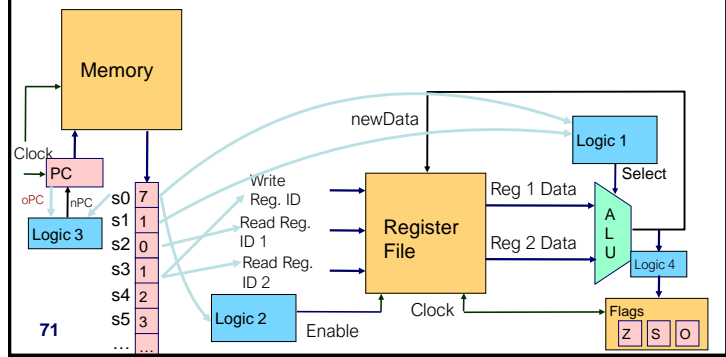 Memory
newData
Logic 1
Clock
PC
Select
oPC
nPC
Logic 3
s0 7
s1 1
s2 0
s3 1
s4 2
s5 3
... ...
Write
Reg. ID
Read Reg.
ID 1
Read Reg.
ID 2
Register
File
Reg 1 Data
Reg 2 Data
A
L
U
Logic 4
Logic 2
Enable
Clock
Flags
Z S O
71